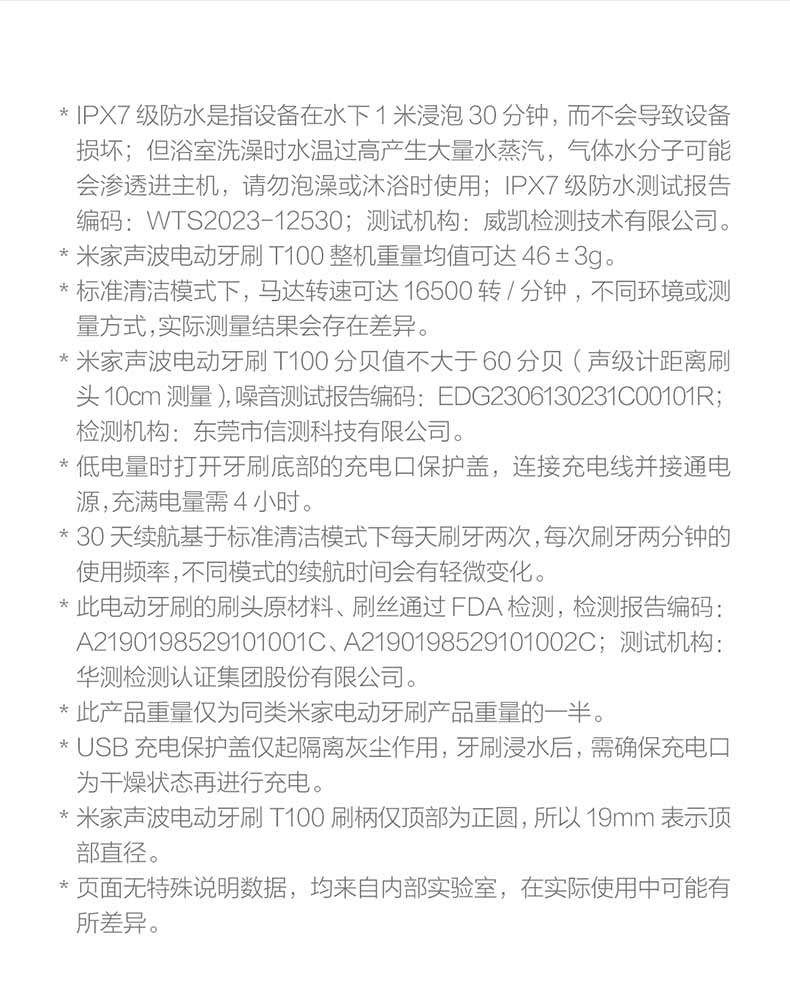 * IPX7 级防水是指设备在水下 1 米浸泡 30 分钟，而不会导致设备
损坏；但浴室洗澡时水温过高产生大量水蒸汽，气体水分子可能
会渗透进主机，请勿泡澡或沐浴时使用；IPX7 级防水测试报告
编码：WTS2023-12530；测试机构：威凯检测技术有限公司。
* 米家声波电动牙刷 T100 整机重量均值可达 46 ± 3g。
* 标准清洁模式下，马达转速可达 16500 转 / 分钟 ，不同环境或测
量方式，实际测量结果会存在差异。
* 米家声波电动牙刷 T100 分贝值不大于 60 分贝（声级计距离刷
头 10cm 测量），噪音测试报告编码：EDG2306130231C00101R；
检测机构：东莞市信测科技有限公司。
* 低电量时打开牙刷底部的充电口保护盖，连接充电线并接通电
源，充满电量需 4 小时。
* 30 天续航基于标准清洁模式下每天刷牙两次，每次刷牙两分钟的
使用频率，不同模式的续航时间会有轻微变化。
* 此电动牙刷的刷头原材料、刷丝通过 FDA 检测，检测报告编码：
A2190198529101001C、A2190198529101002C；测试机构：
华测检测认证集团股份有限公司。
* 此产品重量仅为同类米家电动牙刷产品重量的一半。
* USB 充电保护盖仅起隔离灰尘作用，牙刷浸水后，需确保充电口
为干燥状态再进行充电。
* 米家声波电动牙刷 T100 刷柄仅顶部为正圆，所以 19mm 表示顶
部直径。
* 页面无特殊说明数据，均来自内部实验室，在实际使用中可能有
所差异。